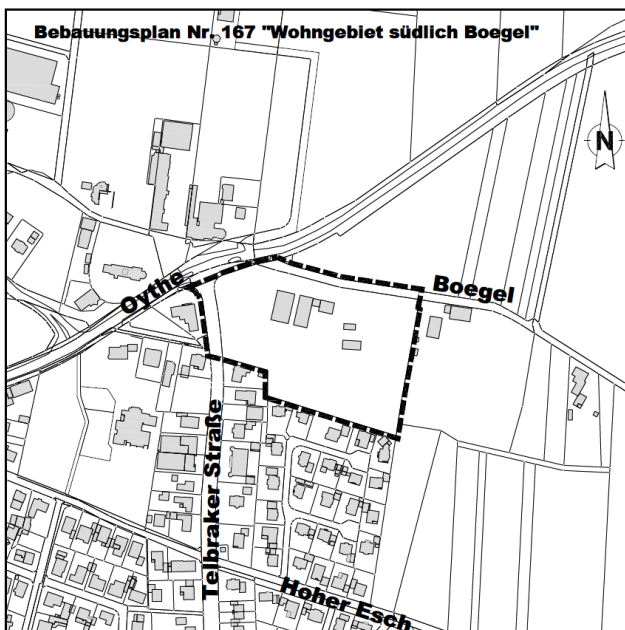 Bebauungsplan Nr. 167 "Wohngebiet südlich Boegel"
N
Oythe
Boegel
Telbraker Straße
Hoher Esch